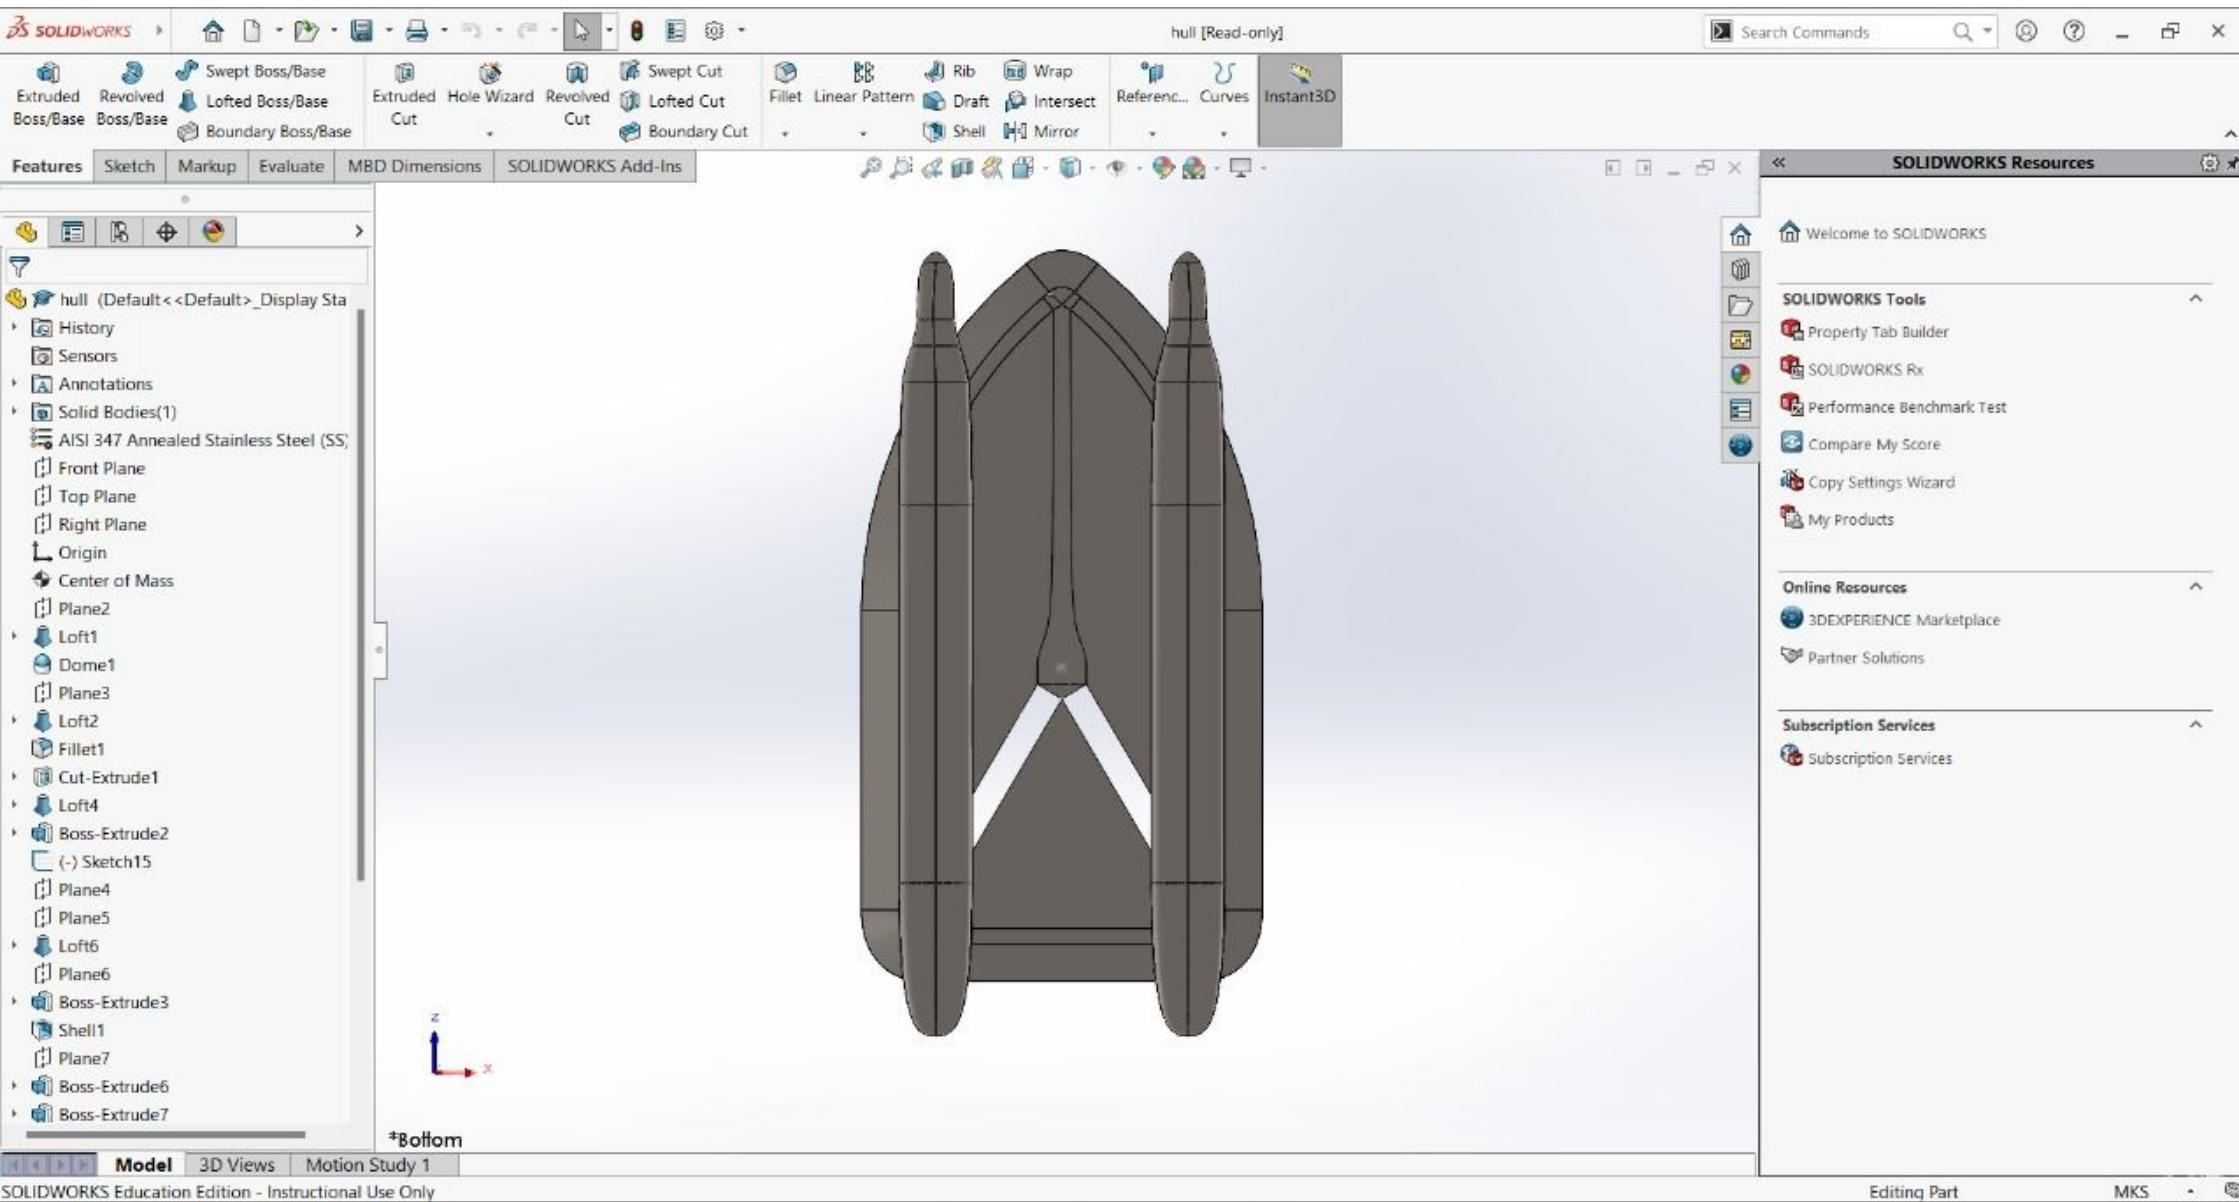 SOLIDWORKS
hull [Read-only]
Search Commands
Extruded Boss/Base
Revolved Boss/Base
Swept Boss/Base
Lofted Boss/Base
Boundary Boss/Base
Extruded Cut
Hole Wizard
Revolved Cut
Swept Cut
Lofted Cut
Boundary Cut
Fillet
Linear Pattern
Rib
Draft
Shell
Wrap
Intersect
Mirror
Referenc...
Curves
Instant3D
Features
Sketch
Markup
Evaluate
MBD Dimensions
SOLIDWORKS Add-Ins
hull (Default<<Default>_Display Sta
History
Sensors
Annotations
Solid Bodies(1)
AISI 347 Annealed Stainless Steel (SS)
Front Plane
Top Plane
Right Plane
Origin
Center of Mass
Plane2
Loft1
Dome1
Plane3
Loft2
Fillet1
Cut-Extrude1
Loft4
Boss-Extrude2
(-) Sketch15
Plane4
Plane5
Loft6
Plane6
Boss-Extrude3
Shell1
Plane7
Boss-Extrude6
Boss-Extrude7
z
x
*Bottom
SOLIDWORKS Resources
Welcome to SOLIDWORKS
SOLIDWORKS Tools
Property Tab Builder
SOLIDWORKS Rx
Performance Benchmark Test
Compare My Score
Copy Settings Wizard
My Products
Online Resources
3DEXPERIENCE Marketplace
Partner Solutions
Subscription Services
Subscription Services
Model
3D Views
Motion Study 1
SOLIDWORKS Education Edition - Instructional Use Only
Editing Part
MKS